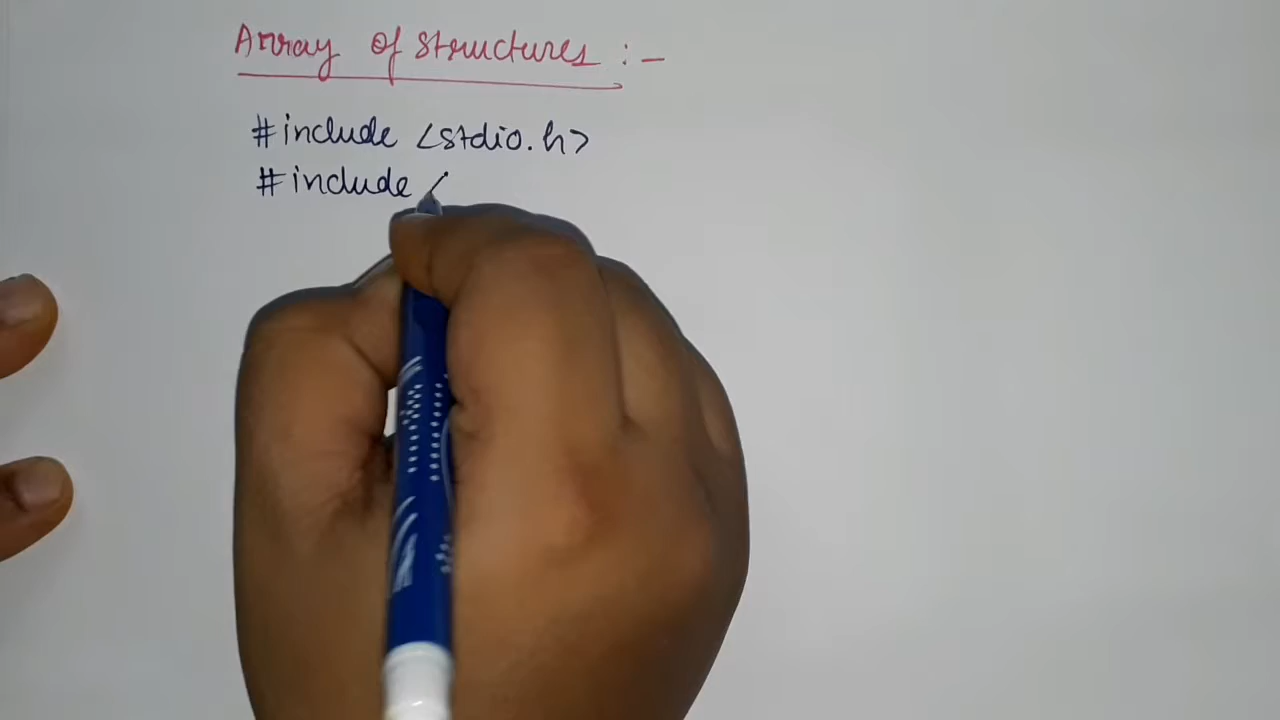 Array of structures :-
#include <stdio.h>
#include <